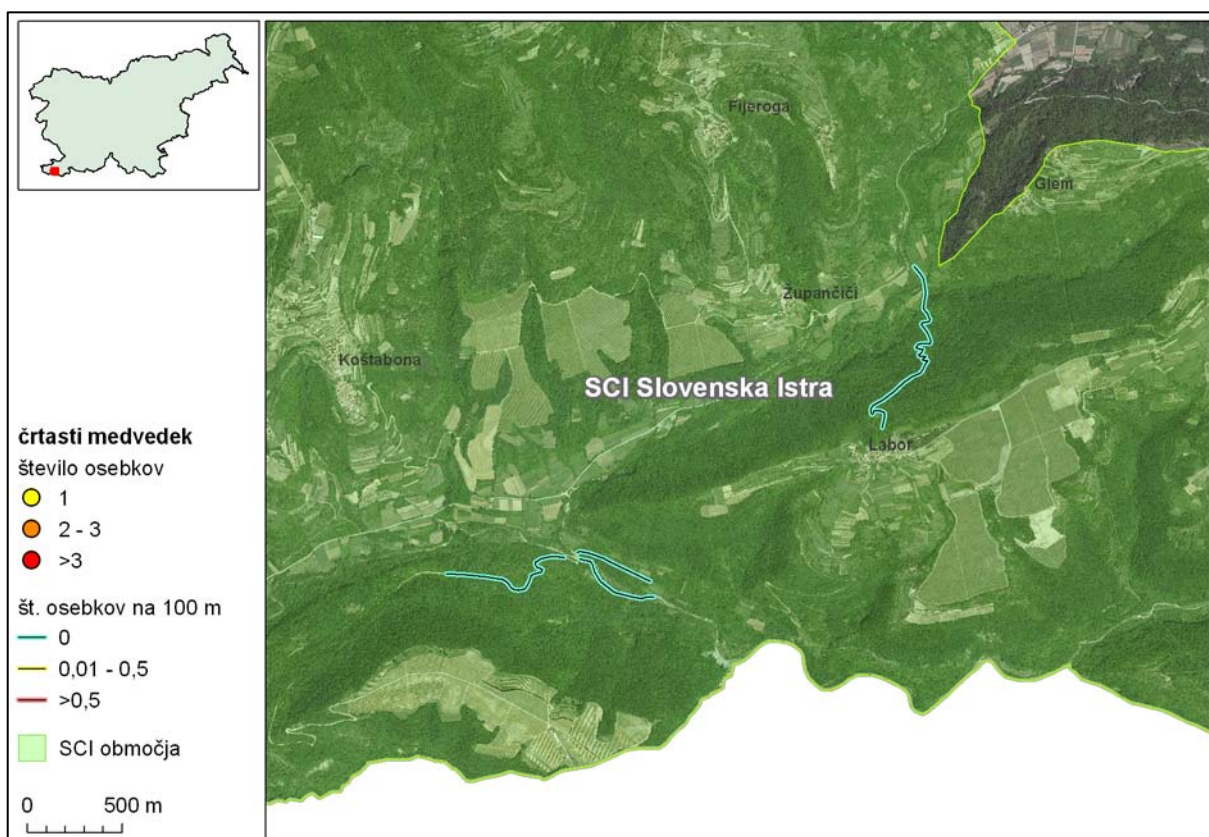 Fijeroga
Glem
Župančiči
Koštabona
SCI Slovenska Istra
Labor
črtasti medvedek
število osebkov
1
2 - 3
>3
št. osebkov na 100 m
0
0,01 - 0,5
>0,5
SCI območja
0 500 m